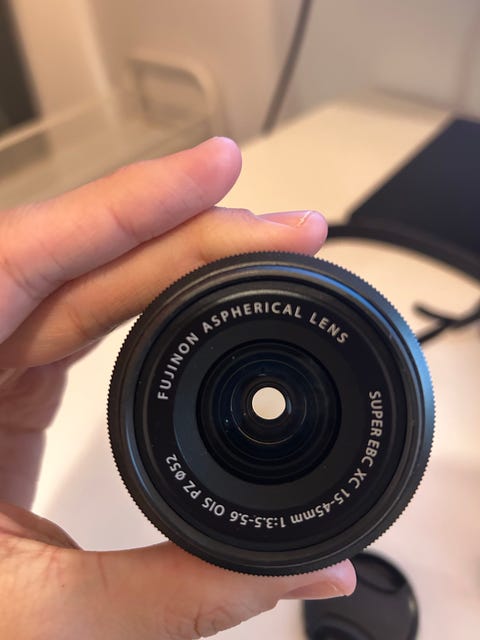 FUJINON ASPHERICAL LENS
SUPER EBC XC 15-45mm 1:3.5-5.6 OIS PZ Ø52